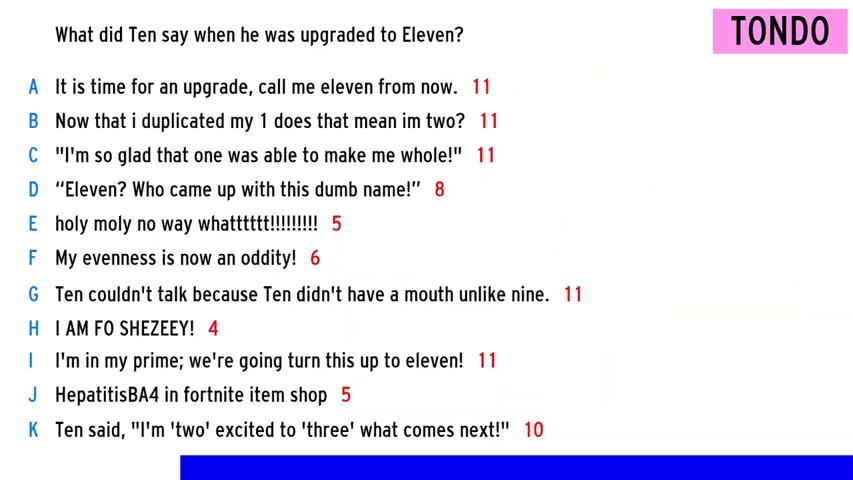 What did Ten say when he was upgraded to Eleven?
TONDO
A It is time for an upgrade, call me eleven from now. 11
B Now that i duplicated my 1 does that mean im two? 11
C "I'm so glad that one was able to make me whole!" 11
D “Eleven? Who came up with this dumb name!” 8
E holy moly no way whatttttt!!!!!!!!! 5
F My evenness is now an oddity! 6
G Ten couldn't talk because Ten didn't have a mouth unlike nine. 11
H I AM FO SHEZEEY! 4
I I'm in my prime; we're going turn this up to eleven! 11
J HepatitisBA4 in fortnite item shop 5
K Ten said, "I'm 'two' excited to 'three' what comes next!" 10